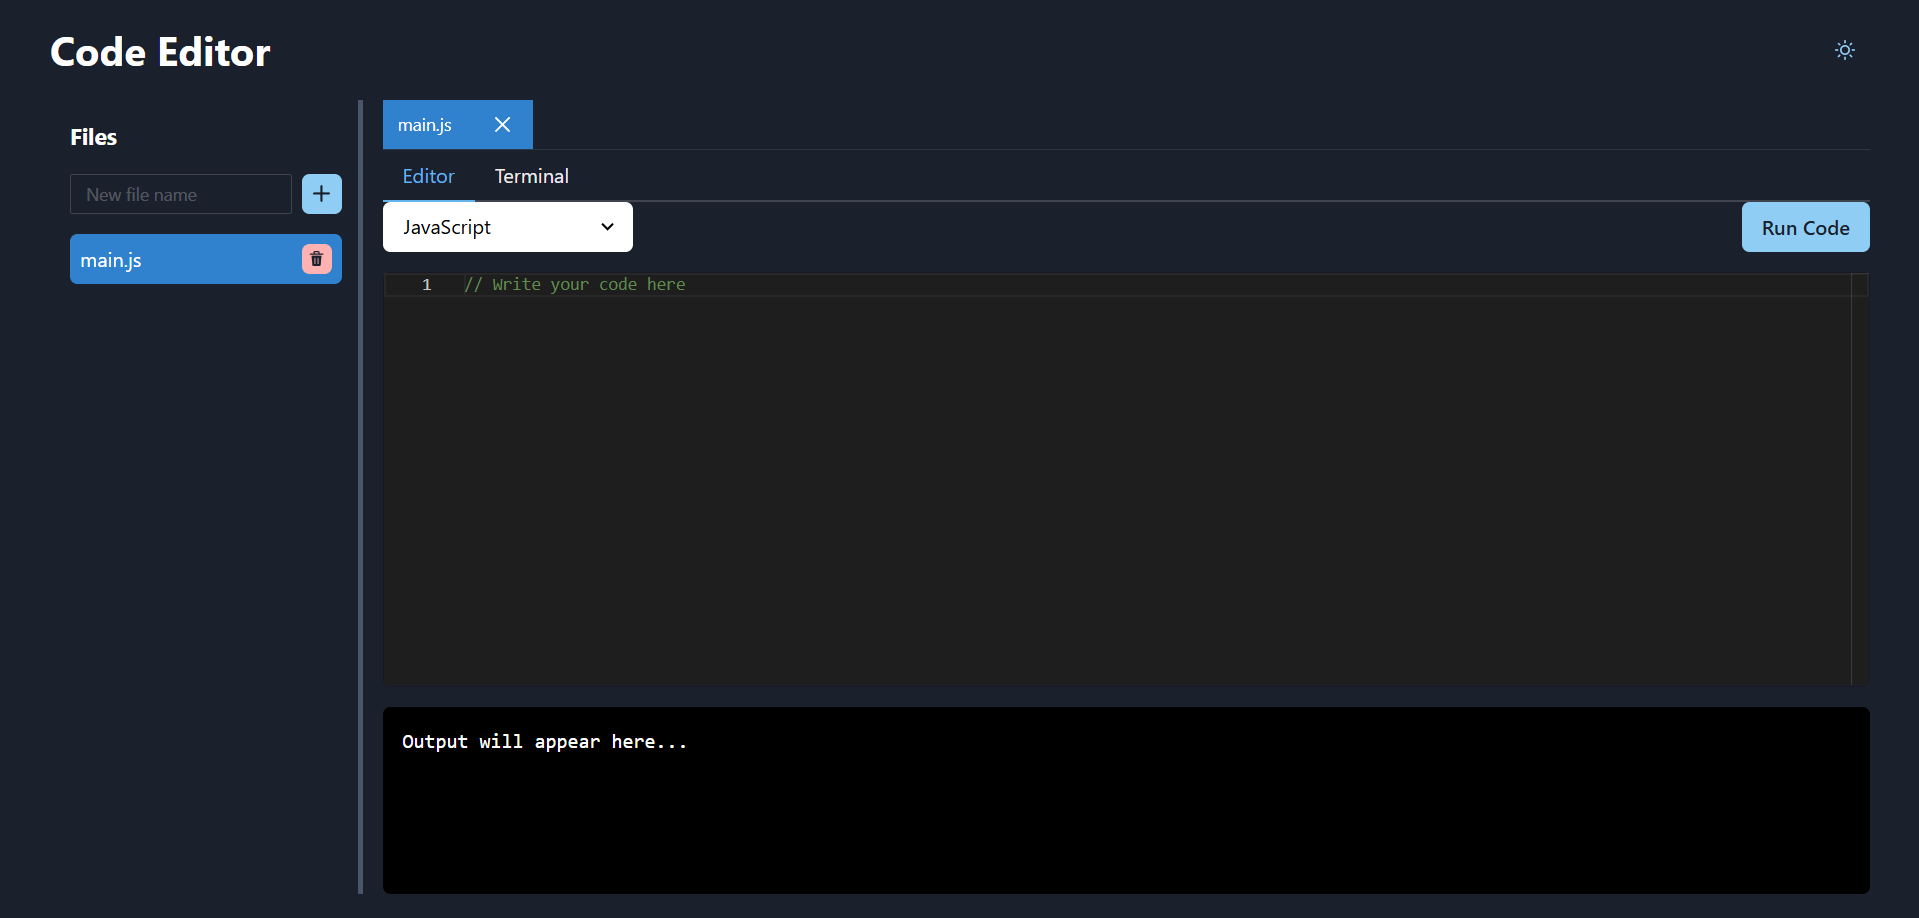 Code Editor
Files
New file name
main.js
main.js
Editor
Terminal
JavaScript
Run Code
1 // Write your code here
Output will appear here...